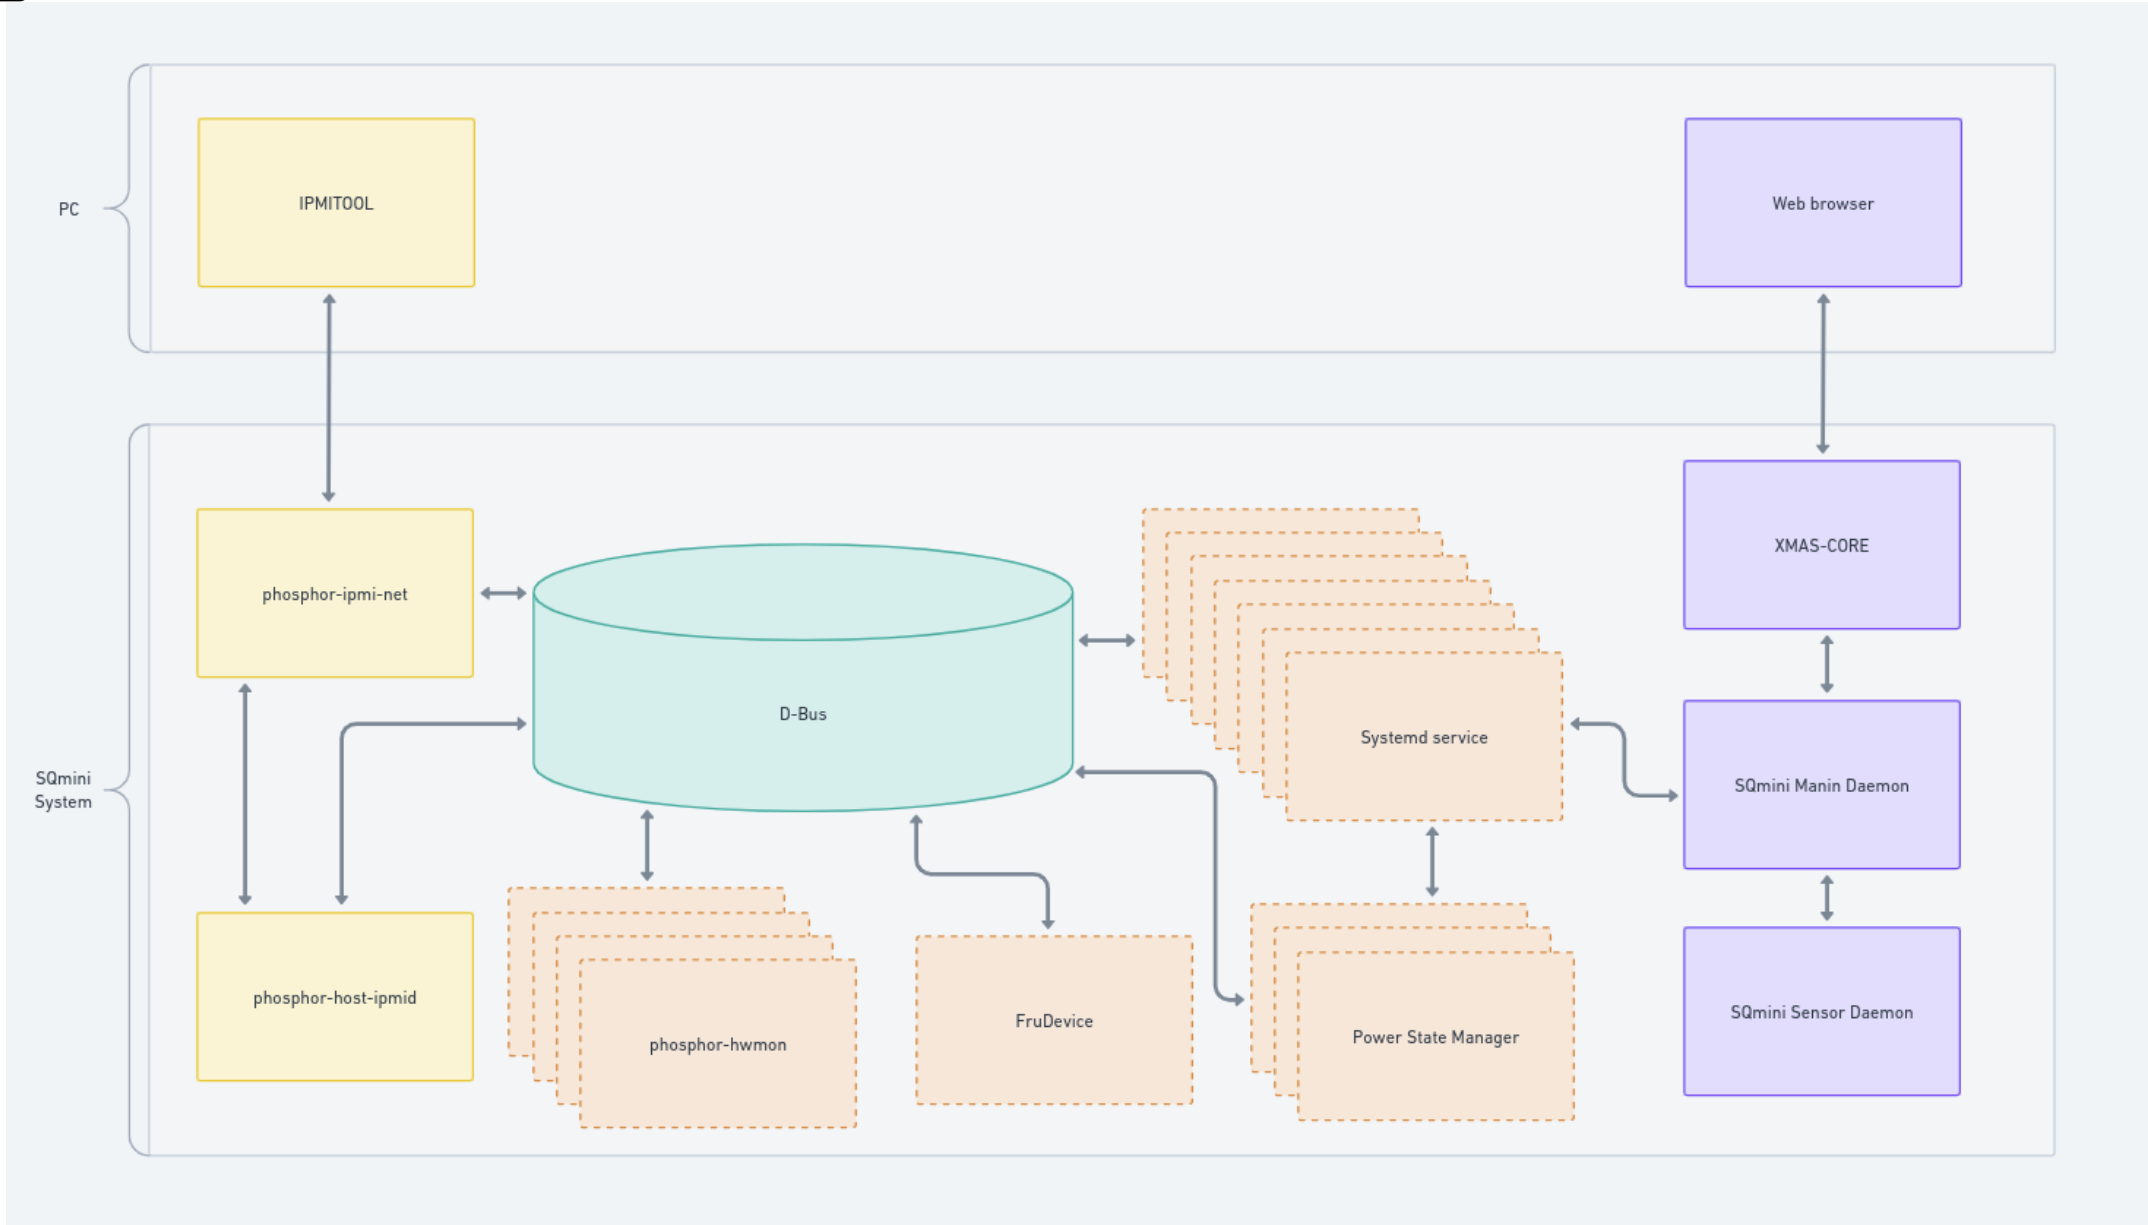 PC
IPMITOOL
Web browser
SQmini
System
phosphor-ipmi-net
D-Bus
Systemd service
XMAS-CORE
SQmini Manin Daemon
phosphor-host-ipmid
phosphor-hwmon
FruDevice
Power State Manager
SQmini Sensor Daemon